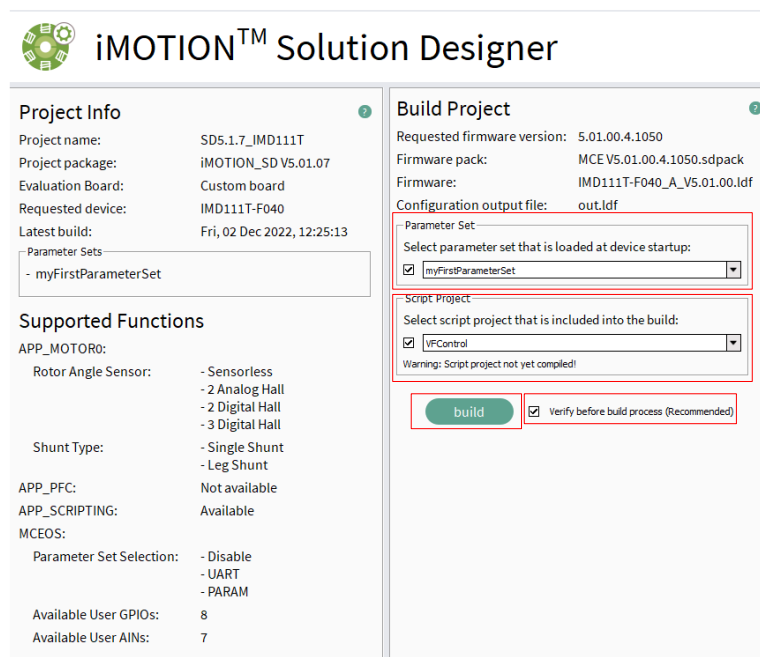 iMOTION™ Solution Designer
Project Info
?
Project name: SD5.1.7_IMD111T
Project package: iMOTION_SD V5.01.07
Evaluation Board: Custom board
Requested device: IMD111T-F040
Latest build: Fri, 02 Dec 2022, 12:25:13
Parameter Sets
- myFirstParameterSet
Supported Functions
APP_MOTOR0:
Rotor Angle Sensor: - Sensorless
- 2 Analog Hall
- 2 Digital Hall
- 3 Digital Hall
Shunt Type: - Single Shunt
- Leg Shunt
APP_PFC: Not available
APP_SCRIPTING: Available
MCEOS:
Parameter Set Selection: - Disable
- UART
- PARAM
Available User GPIOs: 8
Available User AINs: 7
Build Project
?
Requested firmware version: 5.01.00.4.1050
Firmware pack: MCE V5.01.00.4.1050.sdpack
Firmware: IMD111T-F040_A_V5.01.00.ldf
Configuration output file: out.ldf
Parameter Set
Select parameter set that is loaded at device startup:
myFirstParameterSet
Script Project
Select script project that is included into the build:
VFControl
Warning: Script project not yet compiled!
build
Verify before build process (Recommended)